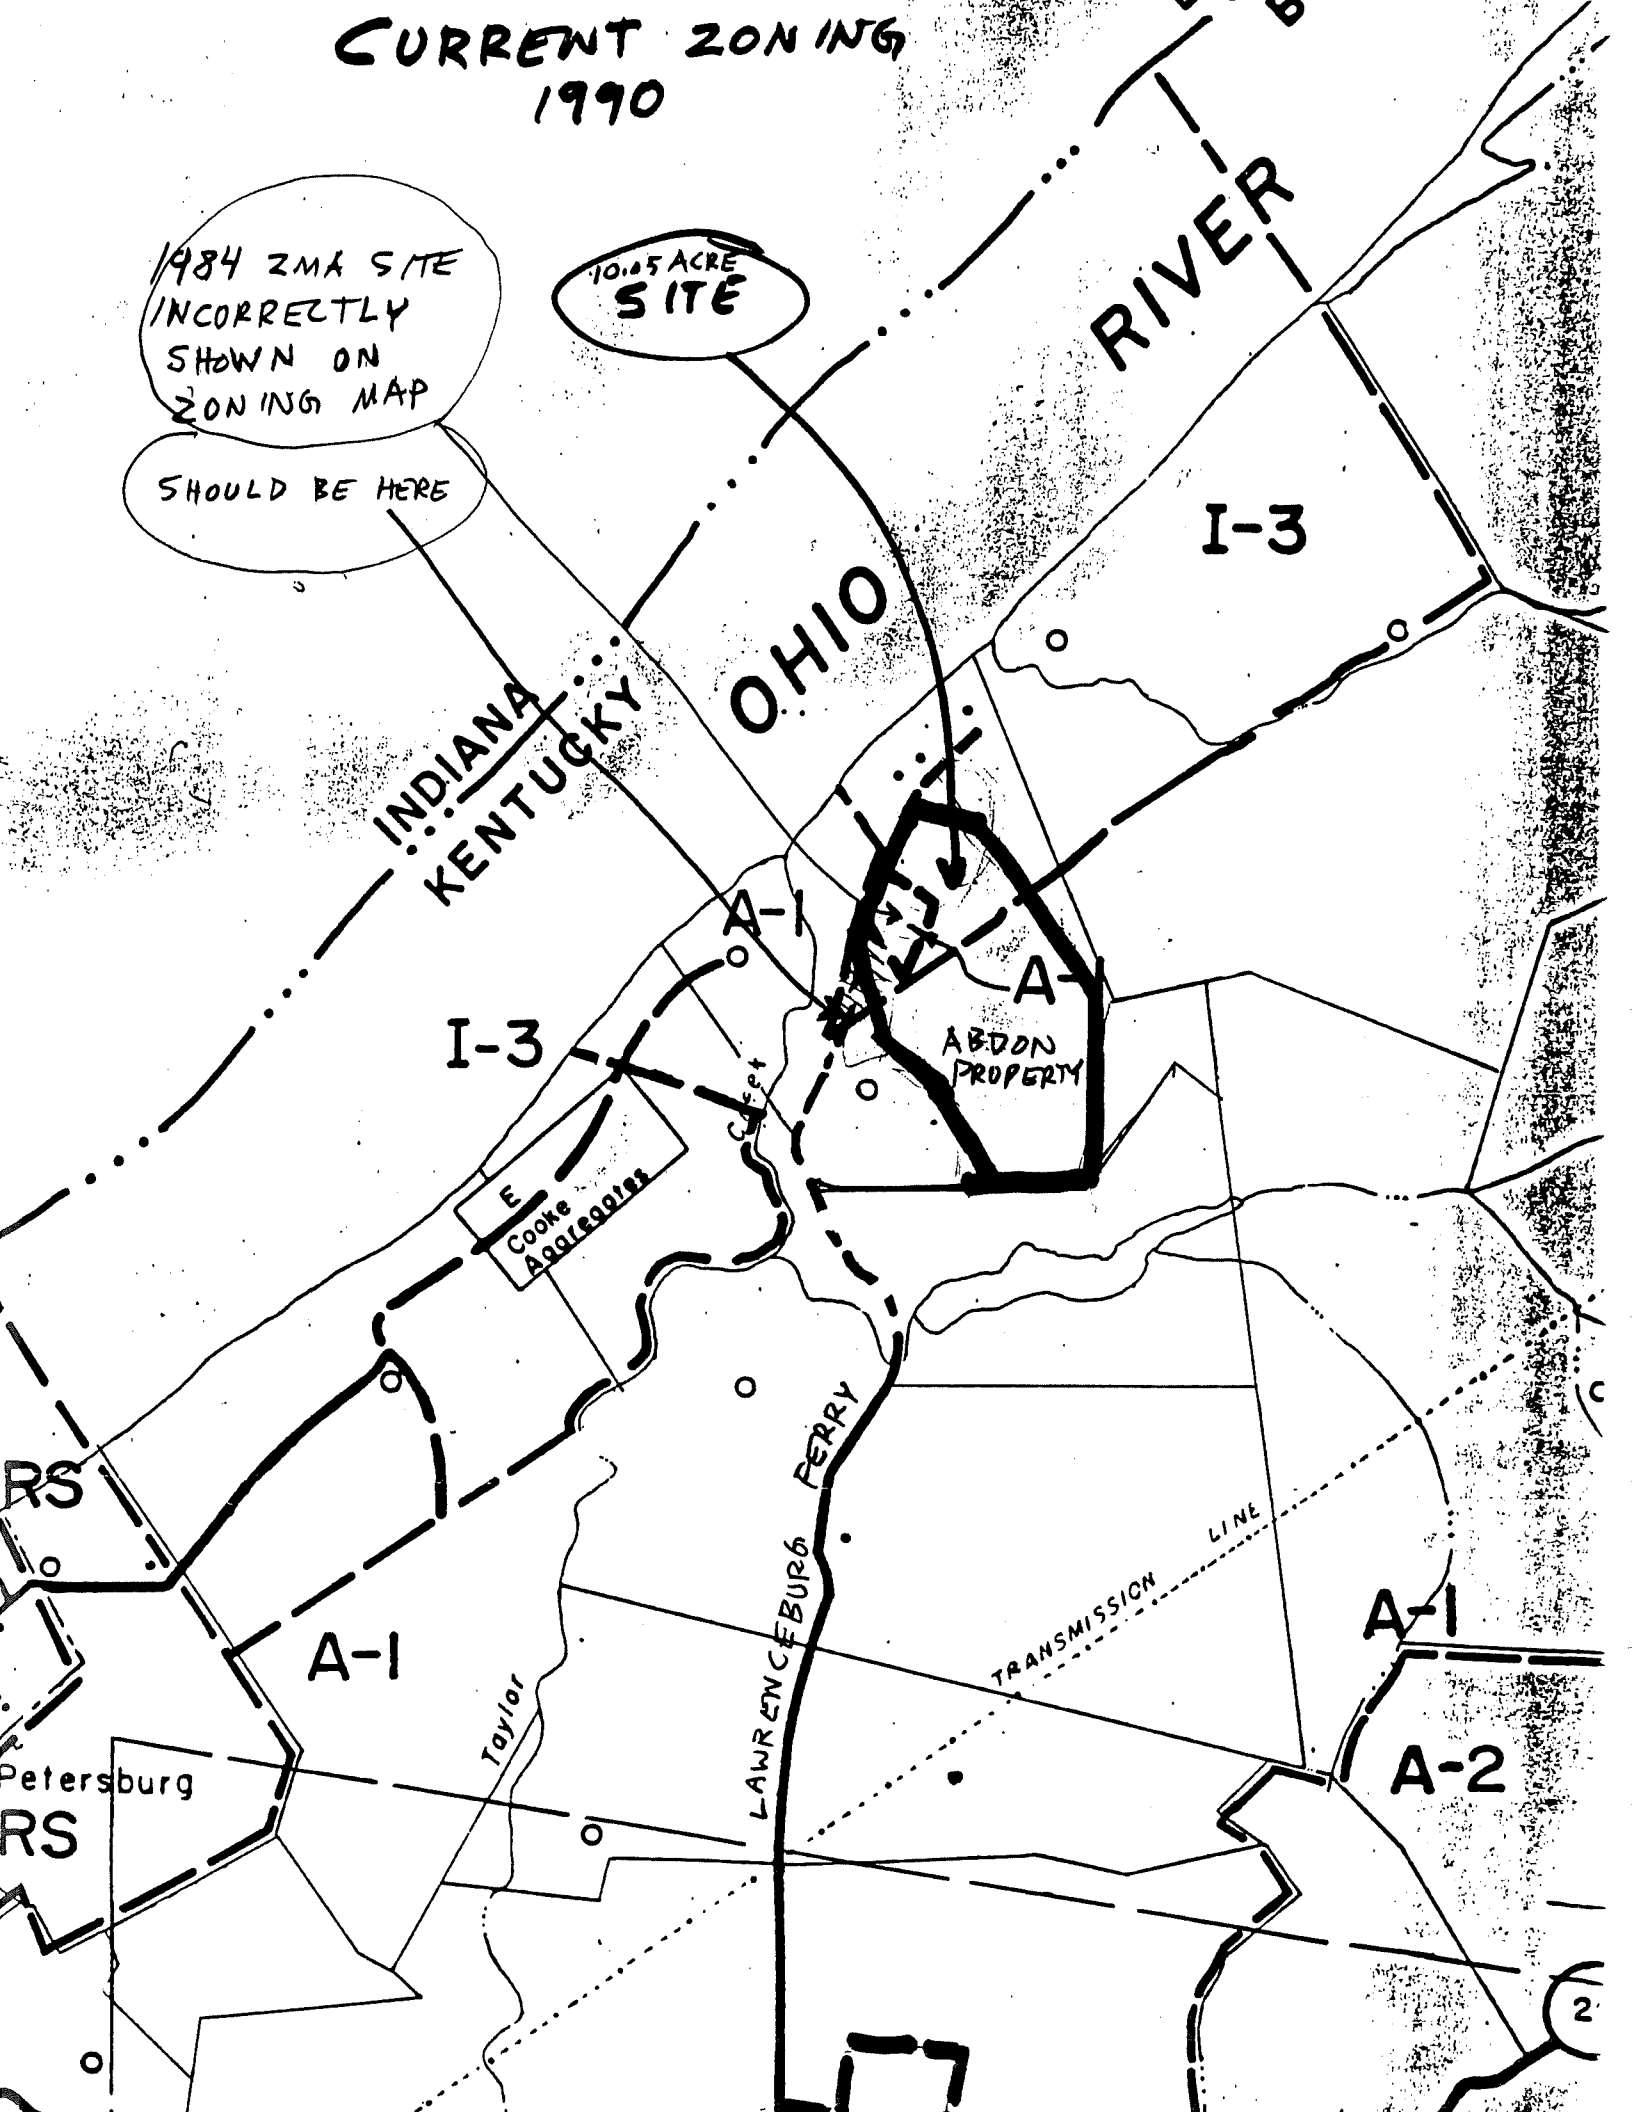 CURRENT ZONING
1990
1984 ZMA SITE
INCORRECTLY
SHOWN ON
ZONING MAP
SHOULD BE HERE
10.05 ACRE
SITE
OHIO RIVER
I-3
INDIANA
KENTUCKY
A-1
I-3
A-
ABDON
PROPERTY
Creek
E
Cooke
Aggregates
RS
LAWRENCEBURG FERRY
TRANSMISSION LINE
A-1
A-1
Taylor
A-2
Petersburg
RS
2